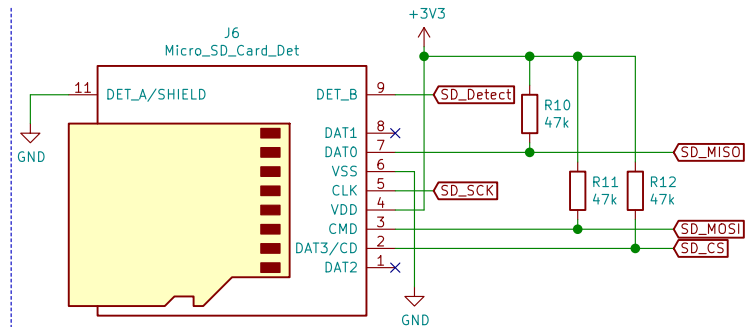 +3V3
J6
Micro_SD_Card_Det
11
DET_A/SHIELD
DET_B
9
SD_Detect
R10
47k
GND
DAT1
8
DAT0
7
SD_MISO
VSS
6
CLK
5
SD_SCK
R11
47k
R12
47k
VDD
4
CMD
3
SD_MOSI
DAT3/CD
2
SD_CS
DAT2
1
GND